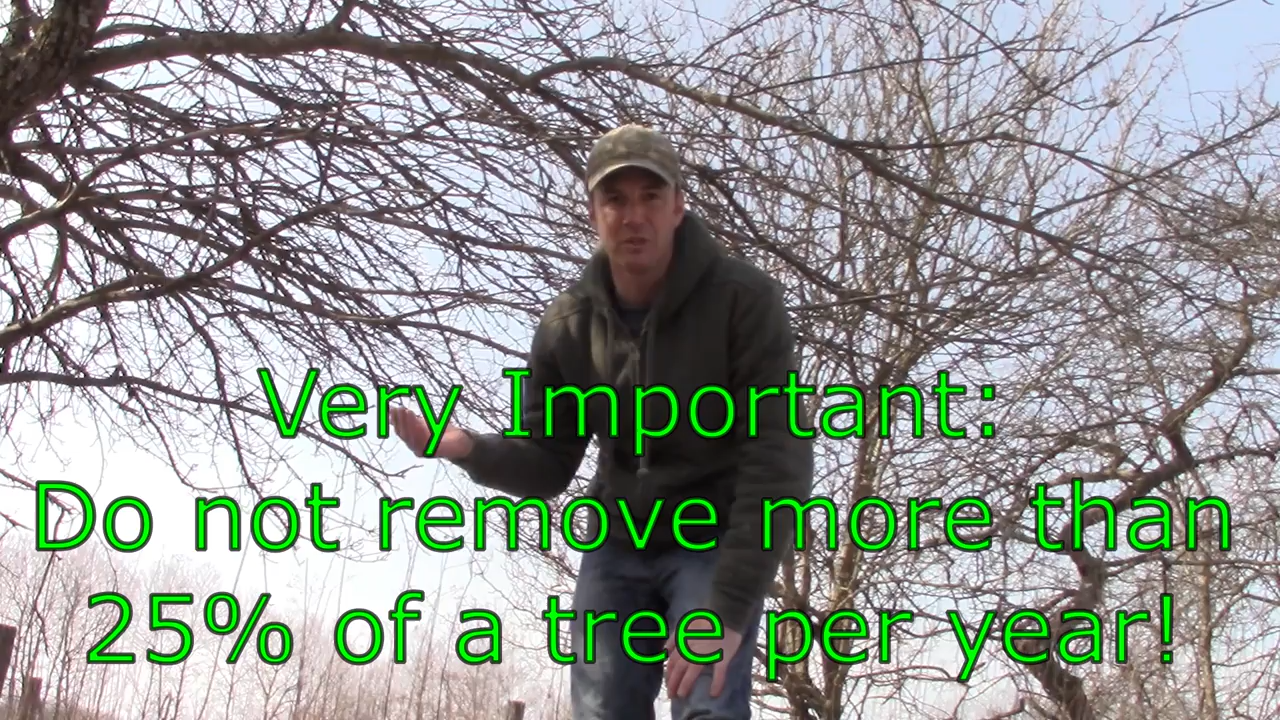 Very Important:
Do not remove more than
25% of a tree per year!